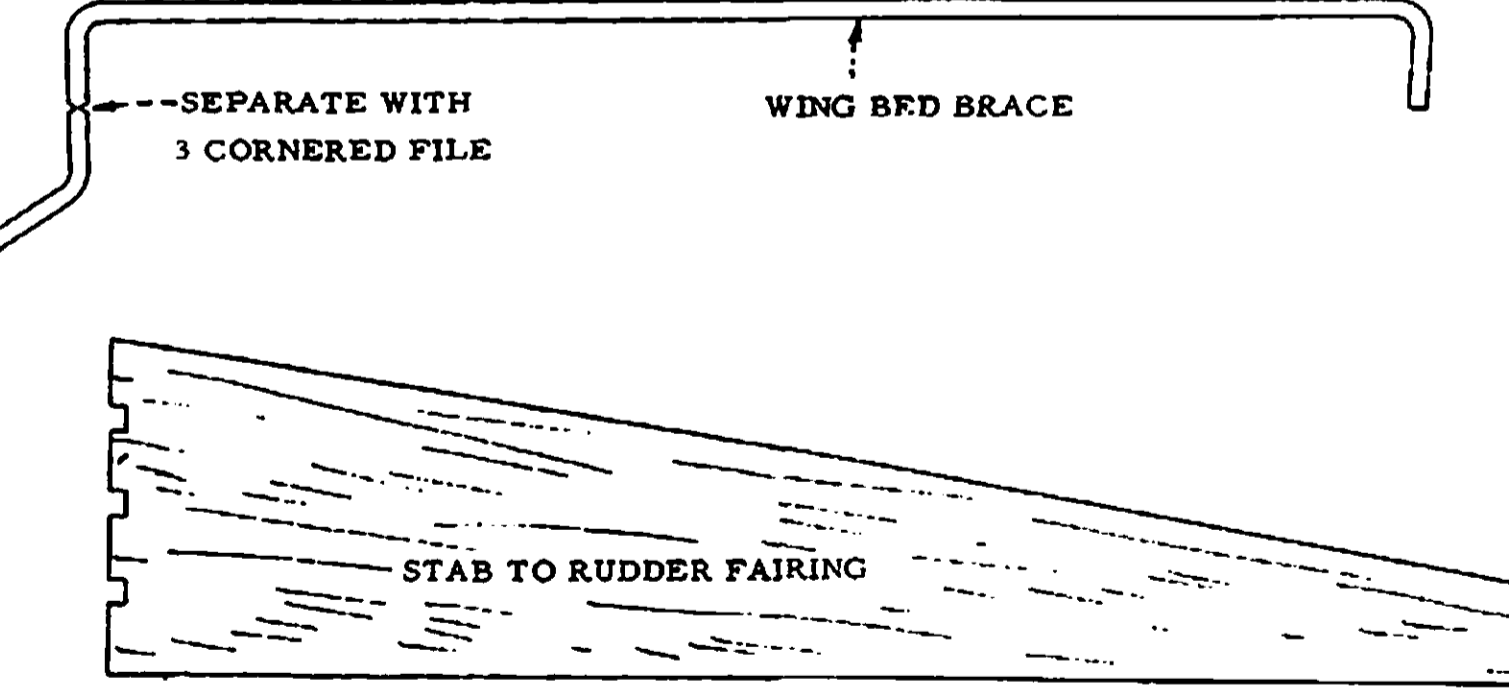 SEPARATE WITH
3 CORNERED FILE
WING BED BRACE
STAB TO RUDDER FAIRING